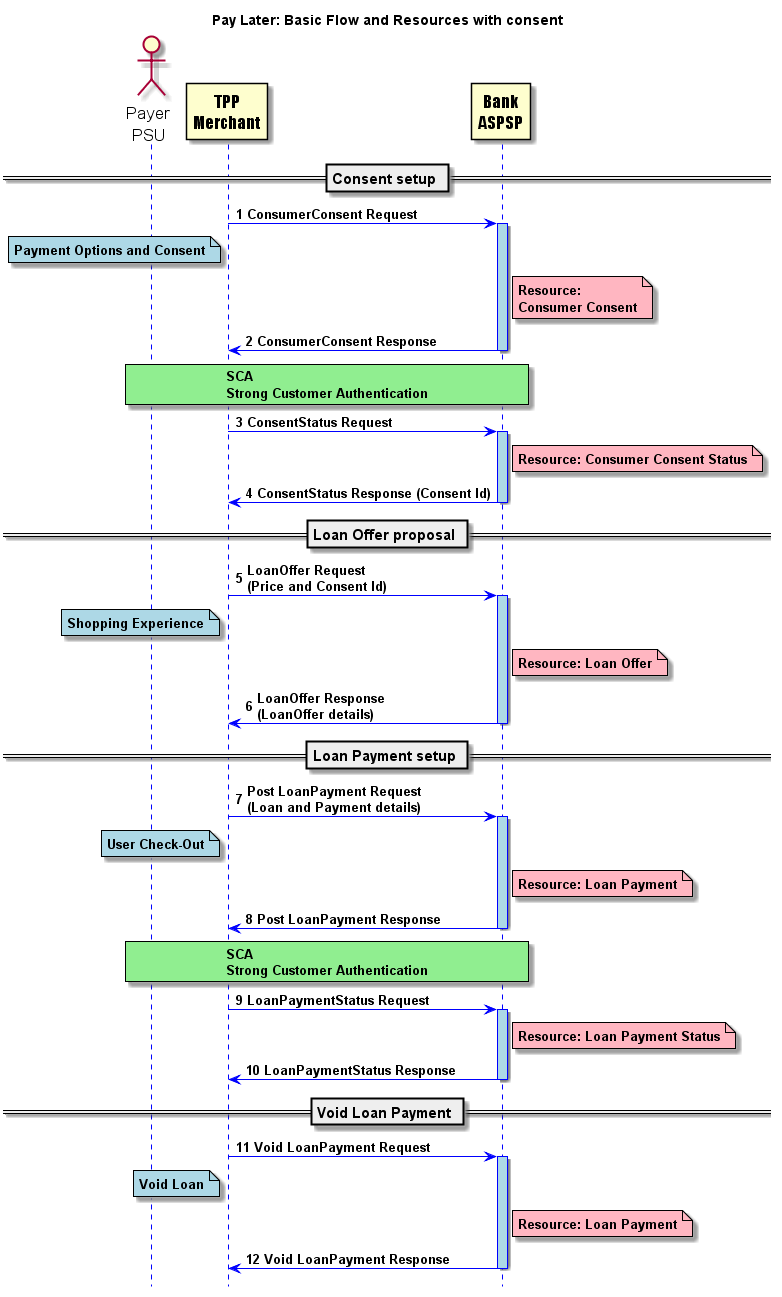 Pay Later: Basic Flow and Resources with consent
Payer
PSU
TPP
Merchant
Bank
ASPSP
Consent setup
1 ConsumerConsent Request
Payment Options and Consent
Resource:
Consumer Consent
2 ConsumerConsent Response
SCA
Strong Customer Authentication
3 ConsentStatus Request
Resource: Consumer Consent Status
4 ConsentStatus Response (Consent Id)
Loan Offer proposal
5 LoanOffer Request
(Price and Consent Id)
Shopping Experience
Resource: Loan Offer
6 LoanOffer Response
(LoanOffer details)
Loan Payment setup
7 Post LoanPayment Request
(Loan and Payment details)
User Check-Out
Resource: Loan Payment
8 Post LoanPayment Response
SCA
Strong Customer Authentication
9 LoanPaymentStatus Request
Resource: Loan Payment Status
10 LoanPaymentStatus Response
Void Loan Payment
11 Void LoanPayment Request
Void Loan
Resource: Loan Payment
12 Void LoanPayment Response